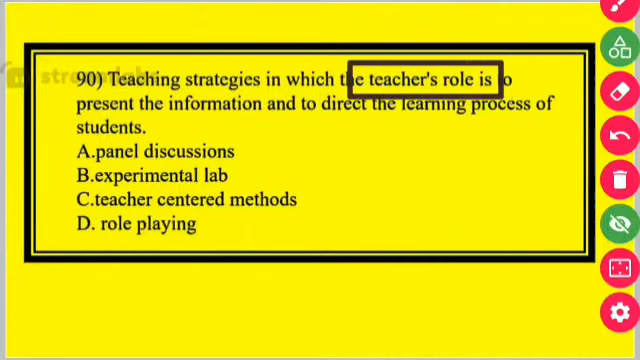 90) Teaching strategies in which the teacher's role is to
present the information and to direct the learning process of
students.
A.panel discussions
B.experimental lab
C.teacher centered methods
D. role playing